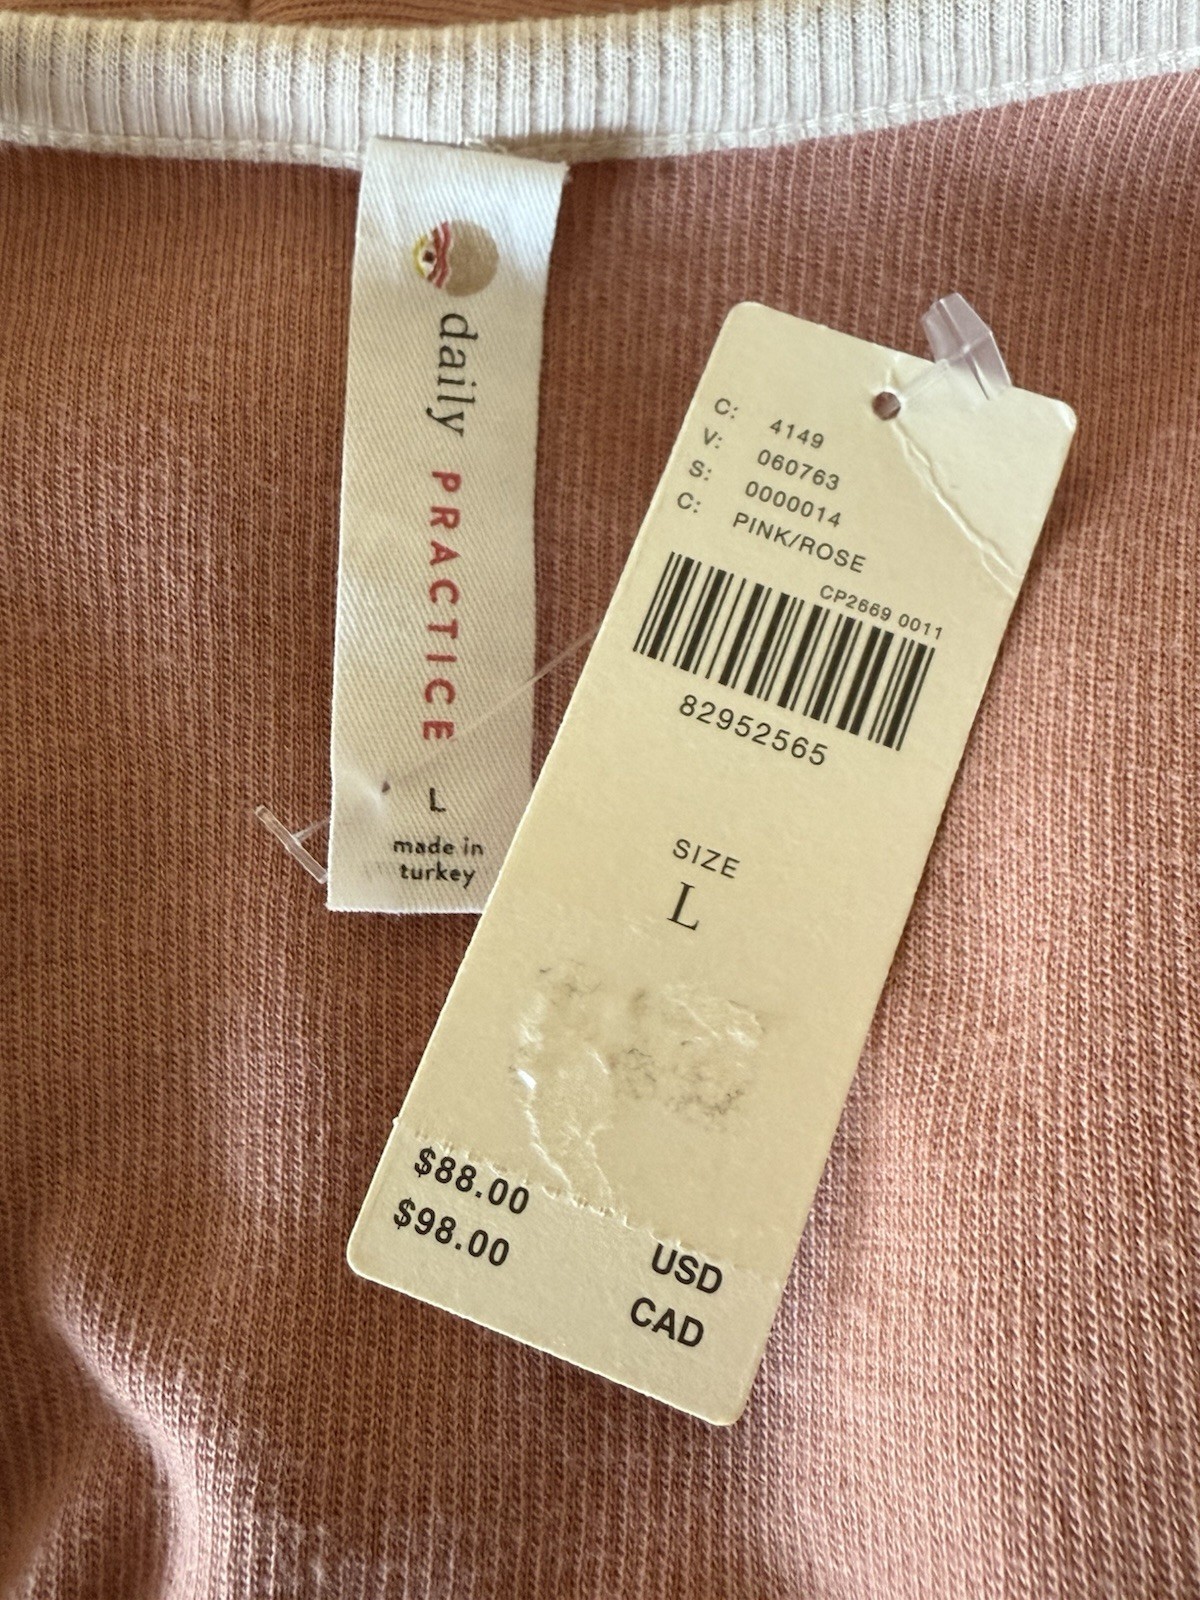 daily PRACTICE
L
made in
turkey
C: 4149
V: 060763
S: 0000014
C: PINK/ROSE
CP2669 0011
82952565
SIZE
L
$88.00 USD
$98.00 CAD